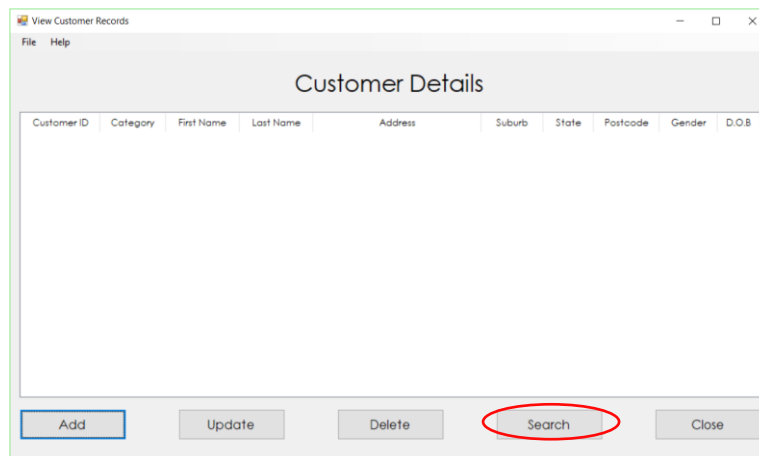 View Customer Records
File Help
Customer Details
Customer ID Category First Name Last Name Address Suburb State Postcode Gender D.O.B
Add Update Delete Search Close